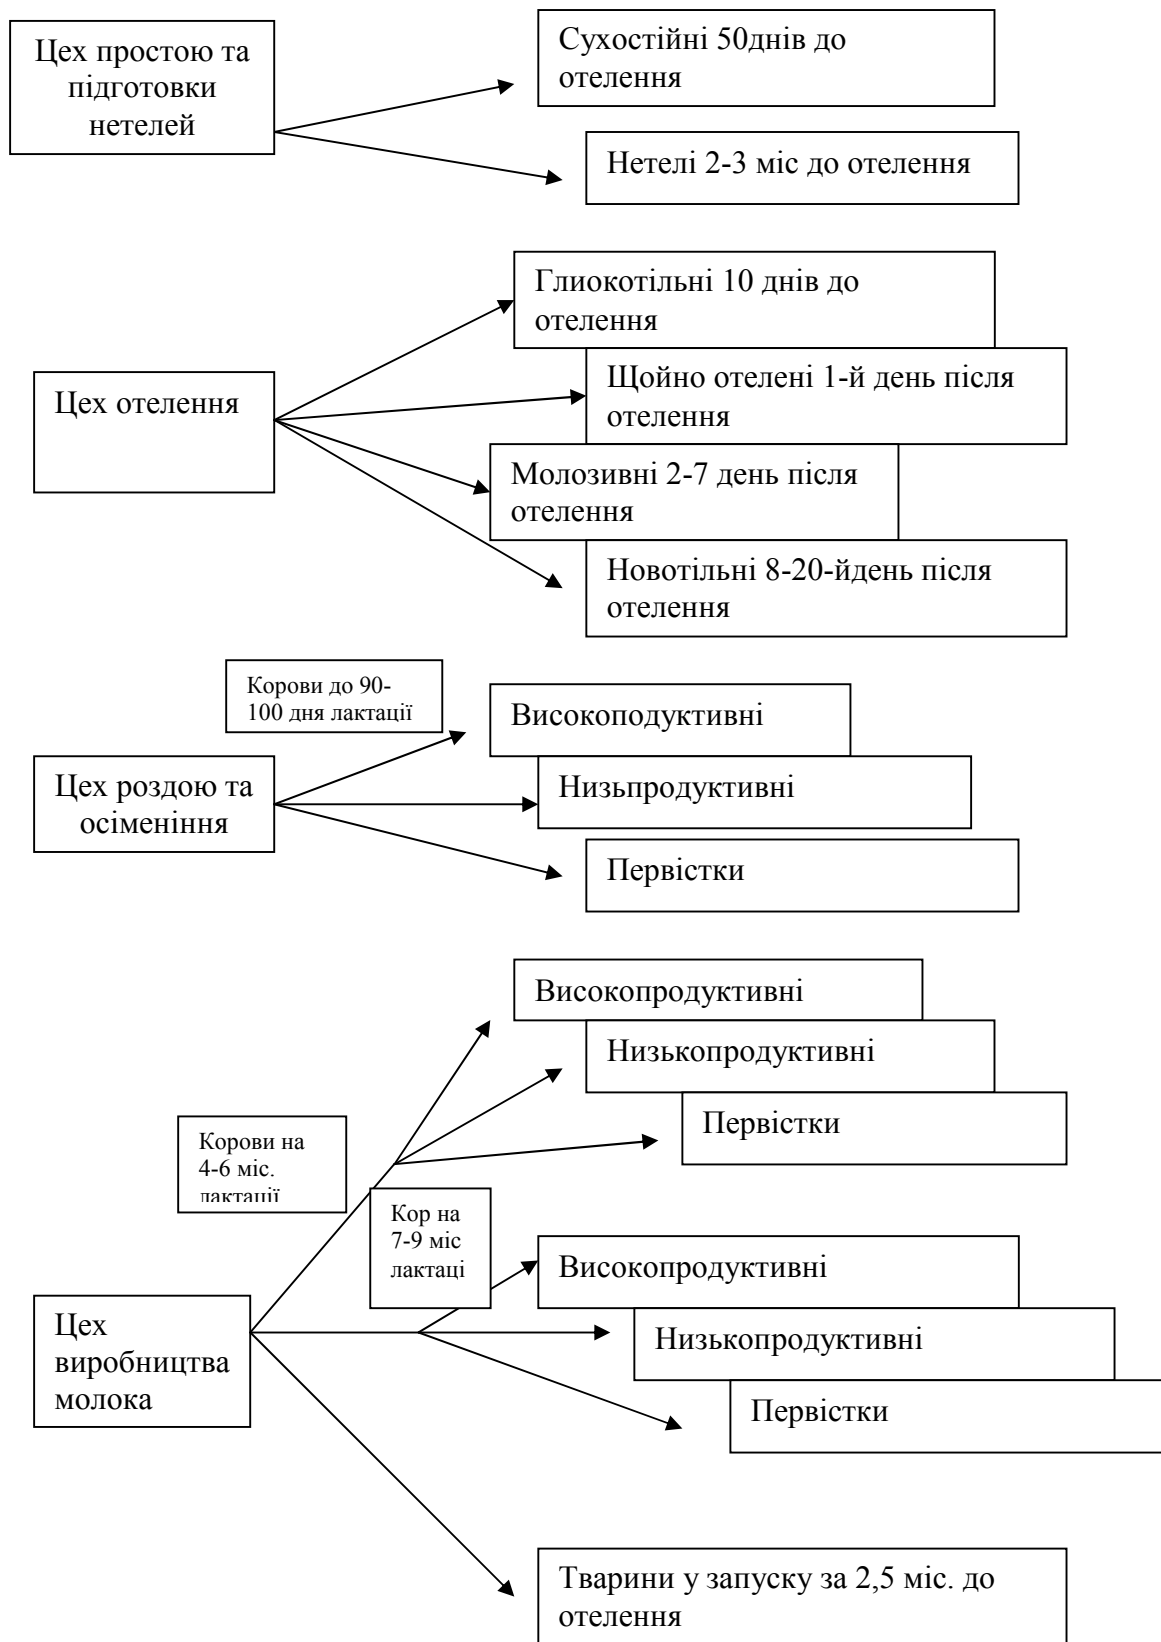 Цех простою та
підготовки
нетелей
Сухостійні 50днів до
отелення
Нетелі 2-3 міс до отелення
Цех отелення
Глиокотільні 10 днів до
отелення
Щойно отелені 1-й день після
отелення
Молозивні 2-7 день після
отелення
Новотільні 8-20-йдень після
отелення
Корови до 90-
100 дня лактації
Цех роздою та
осіменіння
Високоподуктивні
Низьпродуктивні
Первістки
Високопродуктивні
Низькопродуктивні
Первістки
Корови на
4-6 міс.
лактації
Кор на
7-9 міс
лактаці
Цех
виробництва
молока
Високопродуктивні
Низькопродуктивні
Первістки
Тварини у запуску за 2,5 міс. до
отелення